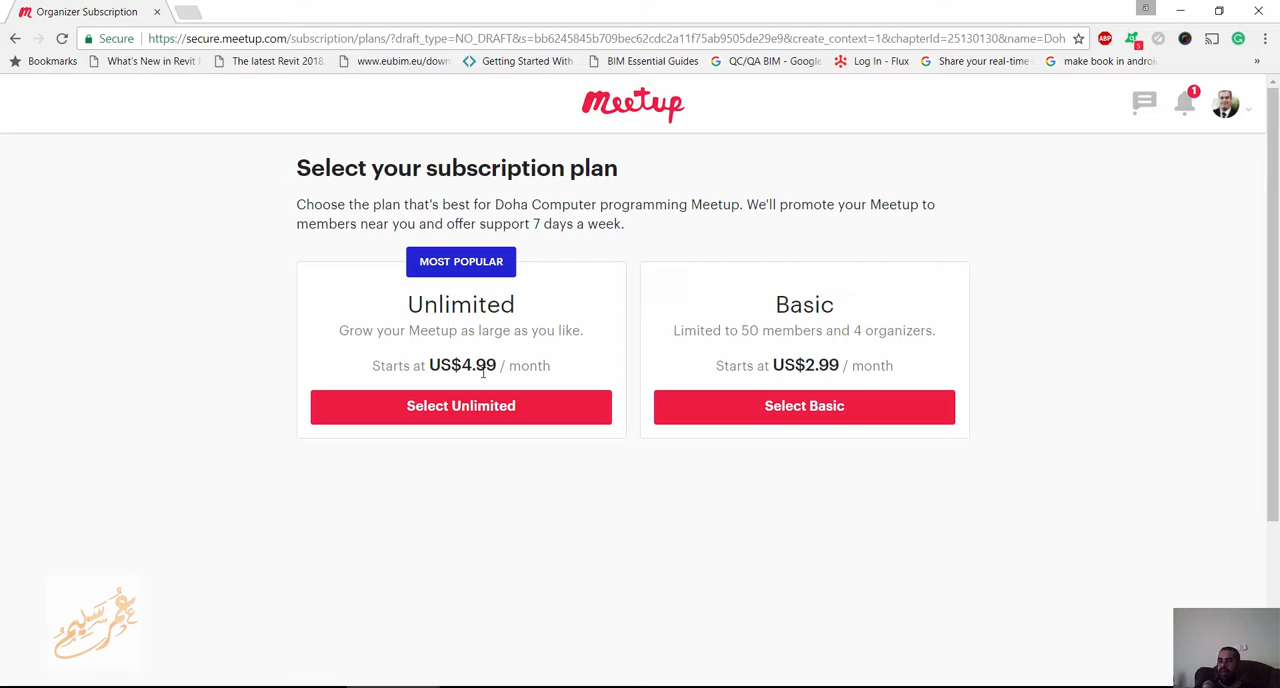 Organizer Subscription
Secure
https://secure.meetup.com/subscription/plans/?draft_type=NO_DRAFT&s=bb6245845b709bec62cdc2a11f75ab9505de29e9&create_context=1&chapterId=25130130&name=Doh
ABP
5
Bookmarks
What's New in Revit
The latest Revit 2018
www.eubim.eu/down
Getting Started With
BIM Essential Guides
QC/QA BIM - Google
Log In - Flux
Share your real-time
make book in androi
Meetup
1
Select your subscription plan
Choose the plan that's best for Doha Computer programming Meetup. We'll promote your Meetup to
members near you and offer support 7 days a week.
MOST POPULAR
Unlimited
Grow your Meetup as large as you like.
Starts at US$4.99 / month
Select Unlimited
Basic
Limited to 50 members and 4 organizers.
Starts at US$2.99 / month
Select Basic
عمر سليم